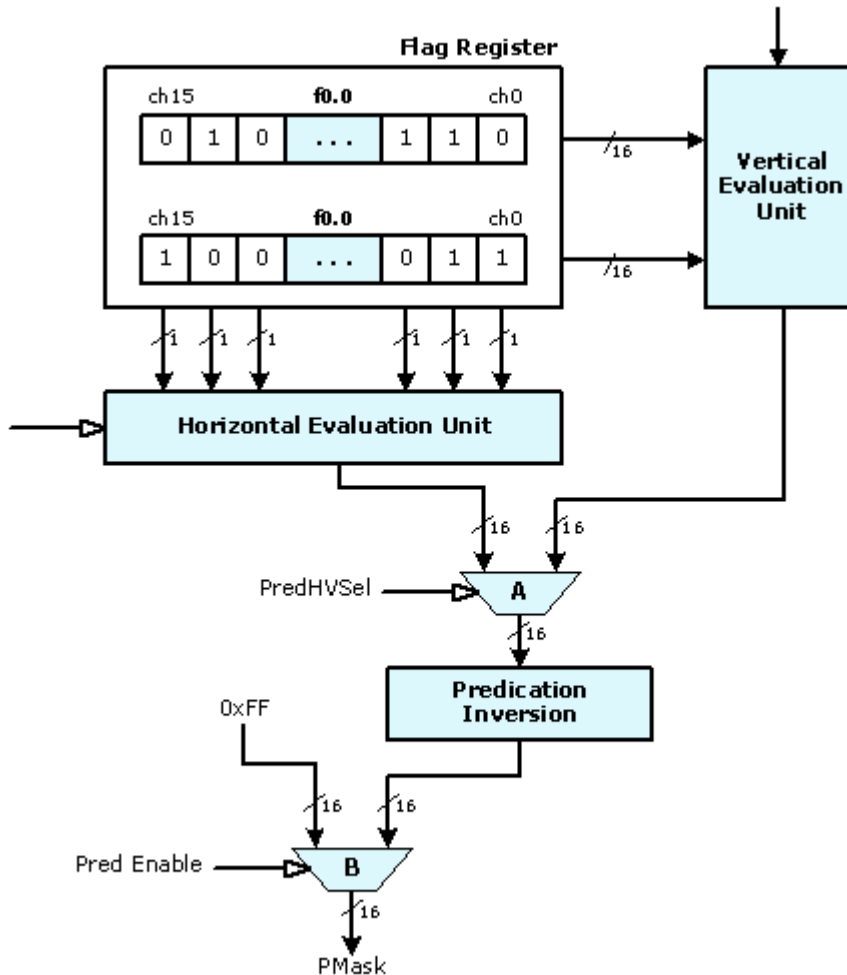 Flag Register
ch15 f0.0 ch0
0 1 0 ... 1 1 0
16
Vertical
Evaluation
Unit
ch15 f0.0 ch0
1 0 0 ... 0 1 1
16
1 1 1 1 1 1
Horizontal Evaluation Unit
16 16
PredHVSel
A
16
Predication
Inversion
0xFF
16 16
Pred Enable
B
16
PMask